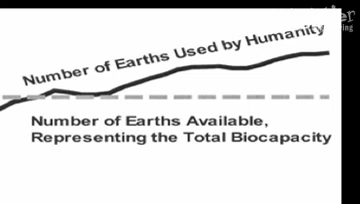 Number of Earths Used by Humanity
Number of Earths Available,
Representing the Total Biocapacity